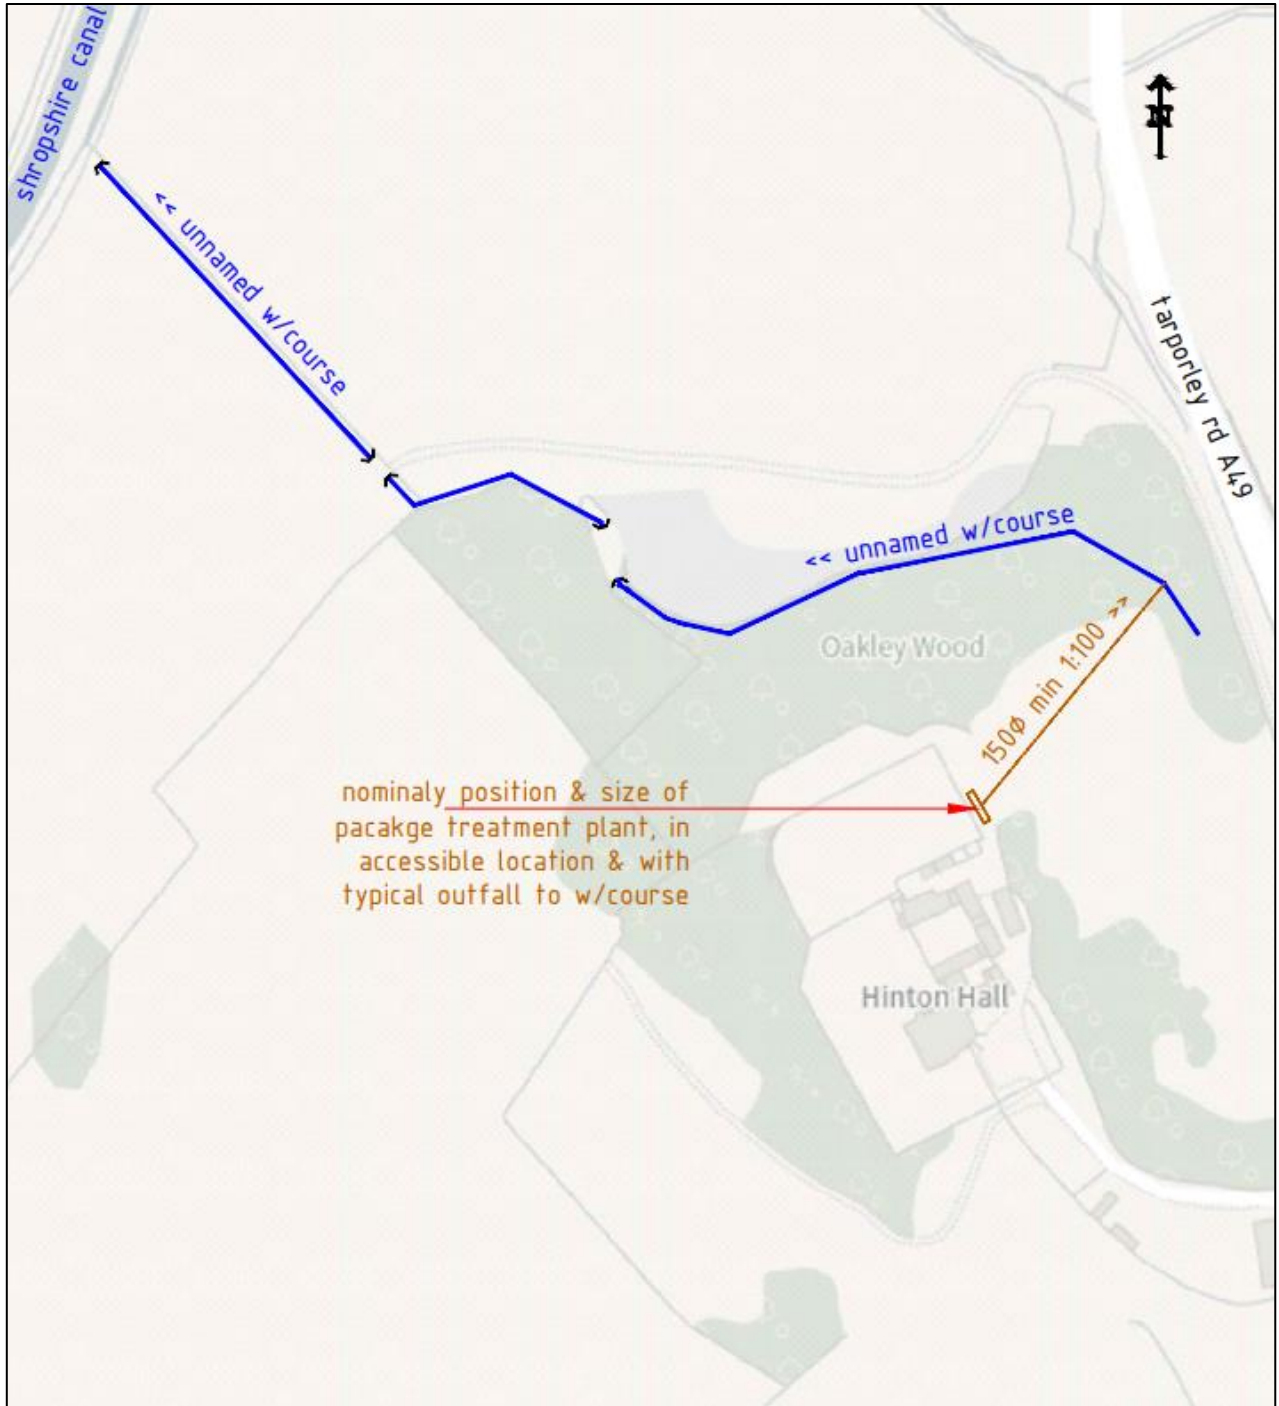 shropshire canal
N
<< unnamed w/course
tarporley rd A49
<< unnamed w/course
Oakley Wood
150ø min 1:100 >>
nominaly position & size of
pacakge treatment plant, in
accessible location & with
typical outfall to w/course
Hinton Hall